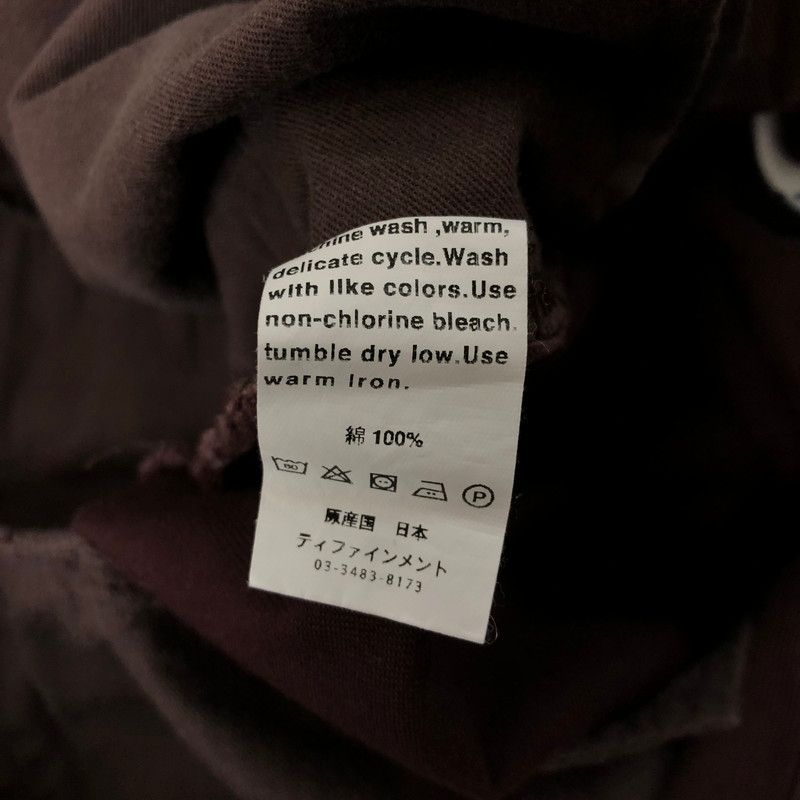 wash ,warm,
delicate cycle.Wash
with like colors.Use
non-chlorine bleach.
tumble dry low.Use
warm Iron.
綿 100%
P
原産国 日本
ティファインメント
03-3483-8173